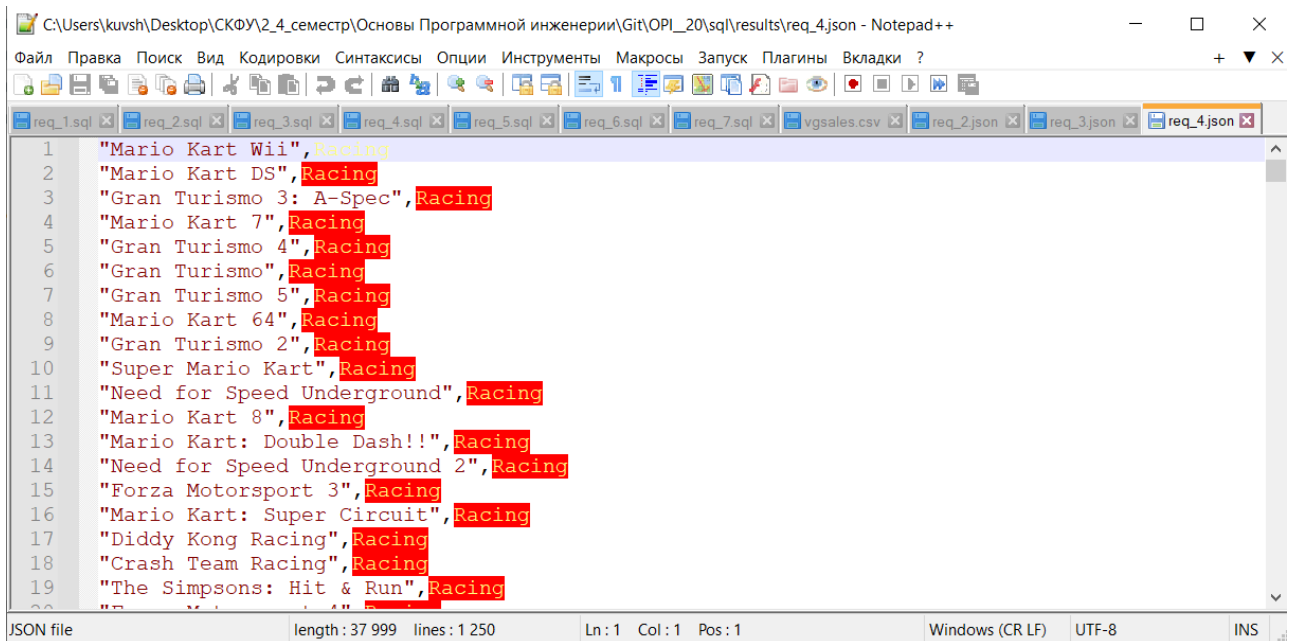 C:\Users\kuvsh\Desktop\СКФУ\2_4_семестр\Основы Программной инженерии\Git\OPI__20\sql\results\req_4.json - Notepad++
Файл Правка Поиск Вид Кодировки Синтаксисы Опции Инструменты Макросы Запуск Плагины Вкладки ?
req_1.sql req_2.sql req_3.sql req_4.sql req_5.sql req_6.sql req_7.sql vgsales.csv req_2.json req_3.json req_4.json
1 "Mario Kart Wii",Racing
2 "Mario Kart DS",Racing
3 "Gran Turismo 3: A-Spec",Racing
4 "Mario Kart 7",Racing
5 "Gran Turismo 4",Racing
6 "Gran Turismo",Racing
7 "Gran Turismo 5",Racing
8 "Mario Kart 64",Racing
9 "Gran Turismo 2",Racing
10 "Super Mario Kart",Racing
11 "Need for Speed Underground",Racing
12 "Mario Kart 8",Racing
13 "Mario Kart: Double Dash!!",Racing
14 "Need for Speed Underground 2",Racing
15 "Forza Motorsport 3",Racing
16 "Mario Kart: Super Circuit",Racing
17 "Diddy Kong Racing",Racing
18 "Crash Team Racing",Racing
19 "The Simpsons: Hit & Run",Racing
JSON file length : 37 999 lines : 1 250 Ln : 1 Col : 1 Pos : 1 Windows (CR LF) UTF-8 INS